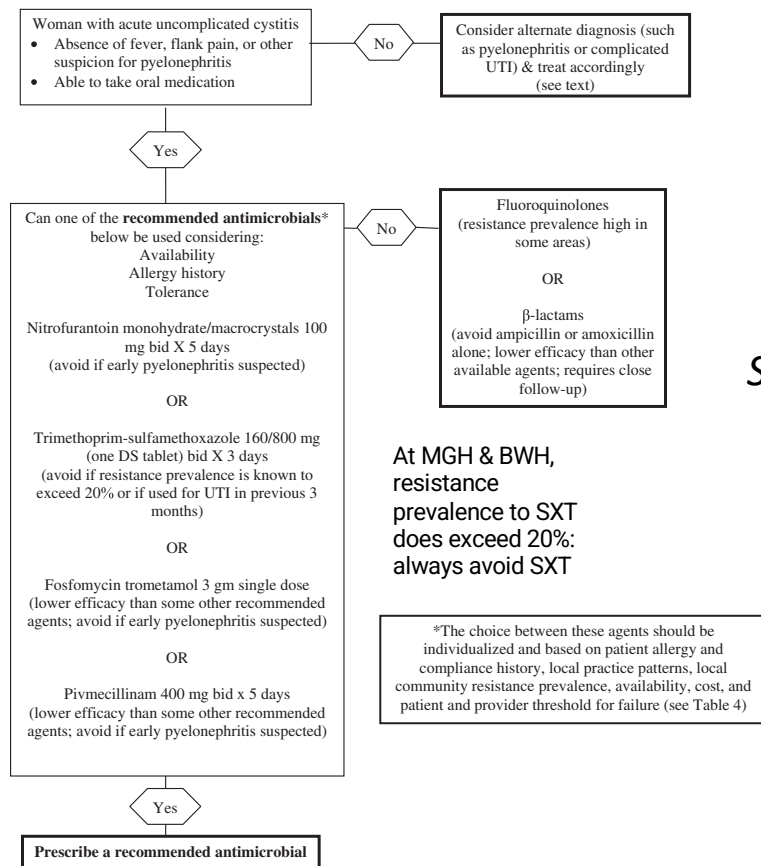 Woman with acute uncomplicated cystitis
• Absence of fever, flank pain, or other
suspicion for pyelonephritis
• Able to take oral medication
No
Consider alternate diagnosis (such
as pyelonephritis or complicated
UTI) & treat accordingly
(see text)
Yes
Can one of the recommended antimicrobials*
below be used considering:
Availability
Allergy history
Tolerance
Nitrofurantoin monohydrate/macrocrystals 100
mg bid X 5 days
(avoid if early pyelonephritis suspected)
OR
Trimethoprim-sulfamethoxazole 160/800 mg
(one DS tablet) bid X 3 days
(avoid if resistance prevalence is known to
exceed 20% or if used for UTI in previous 3
months)
OR
Fosfomycin trometamol 3 gm single dose
(lower efficacy than some other recommended
agents; avoid if early pyelonephritis suspected)
OR
Pivmecillinam 400 mg bid x 5 days
(lower efficacy than some other recommended
agents; avoid if early pyelonephritis suspected)
No
Fluoroquinolones
(resistance prevalence high in
some areas)
OR
β-lactams
(avoid ampicillin or amoxicillin
alone; lower efficacy than other
available agents; requires close
follow-up)
S
At MGH & BWH,
resistance
prevalence to SXT
does exceed 20%:
always avoid SXT
*The choice between these agents should be
individualized and based on patient allergy and
compliance history, local practice patterns, local
community resistance prevalence, availability, cost, and
patient and provider threshold for failure (see Table 4)
Yes
Prescribe a recommended antimicrobial